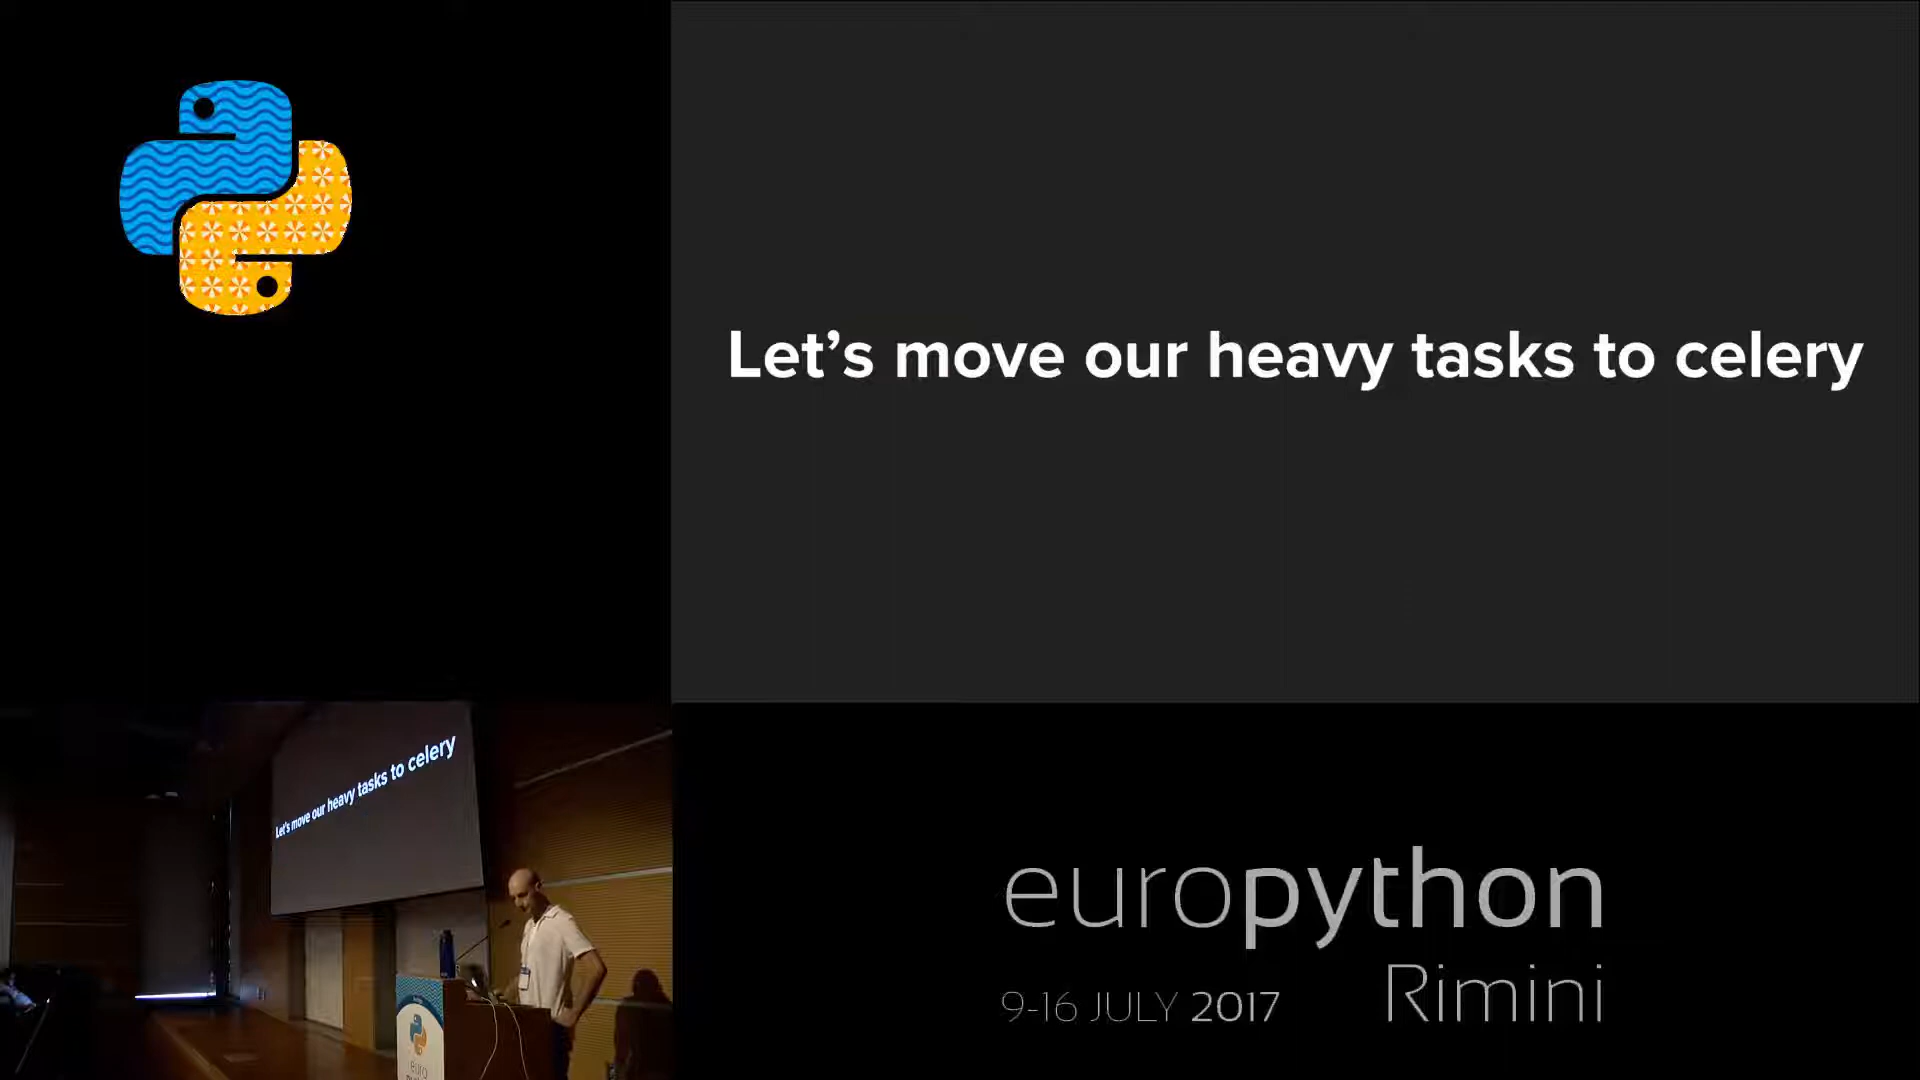 Let's move our heavy tasks to celery
Let's move our heavy tasks to celery
europython
9-16 JULY 2017
Rimini
euro